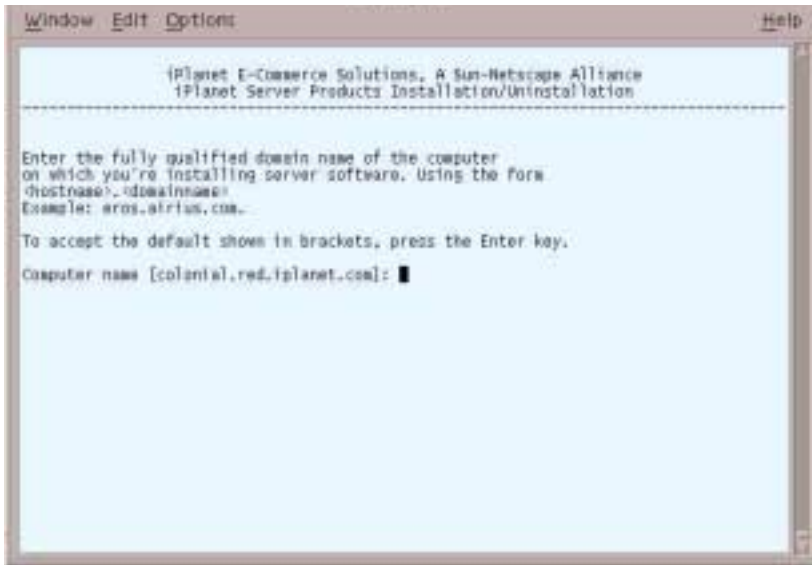 Window Edit Options Help
iPlanet E-Commerce Solutions, A Sun-Netscape Alliance
iPlanet Server Products Installation/Uninstallation
--------------------------------------------------------------------------------
Enter the fully qualified domain name of the computer
on which you're installing server software. Using the form
<hostname>.<domainname>
Example: eros.airius.com.
To accept the default shown in brackets, press the Enter key.
Computer name [colonial.red.iplanet.com]: